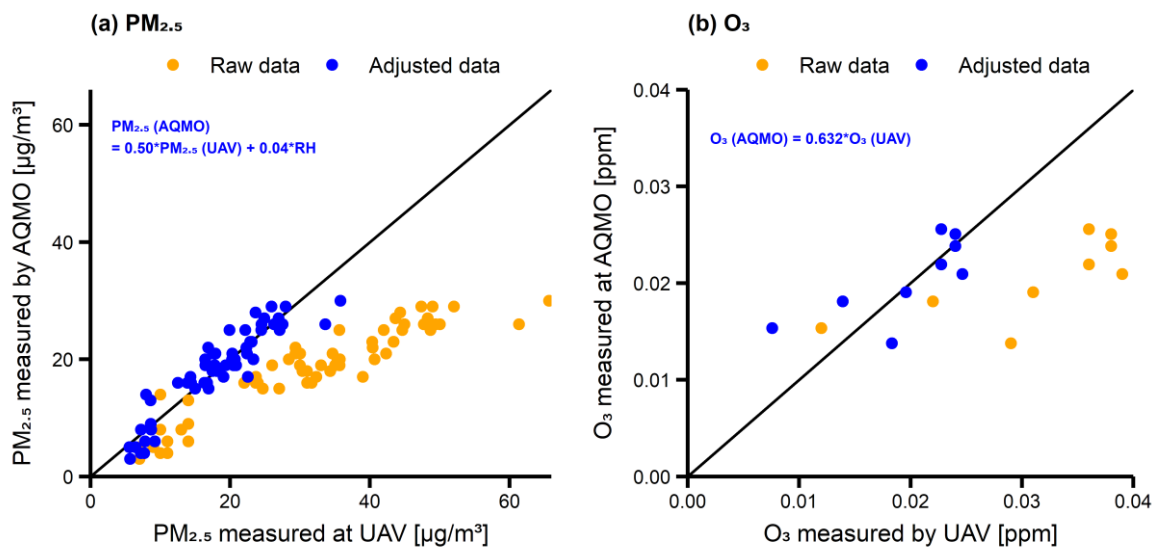 (a) PM₂.₅
Raw data Adjusted data
PM₂.₅ measured by AQMO [µg/m³]
60
40
20
0
PM₂.₅ (AQMO)
= 0.50*PM₂.₅ (UAV) + 0.04*RH
0 20 40 60
PM₂.₅ measured at UAV [µg/m³]
(b) O₃
Raw data Adjusted data
O₃ measured at AQMO [ppm]
0.04
0.03
0.02
0.01
0.00
O₃ (AQMO) = 0.632*O₃ (UAV)
0.00 0.01 0.02 0.03 0.04
O₃ measured by UAV [ppm]